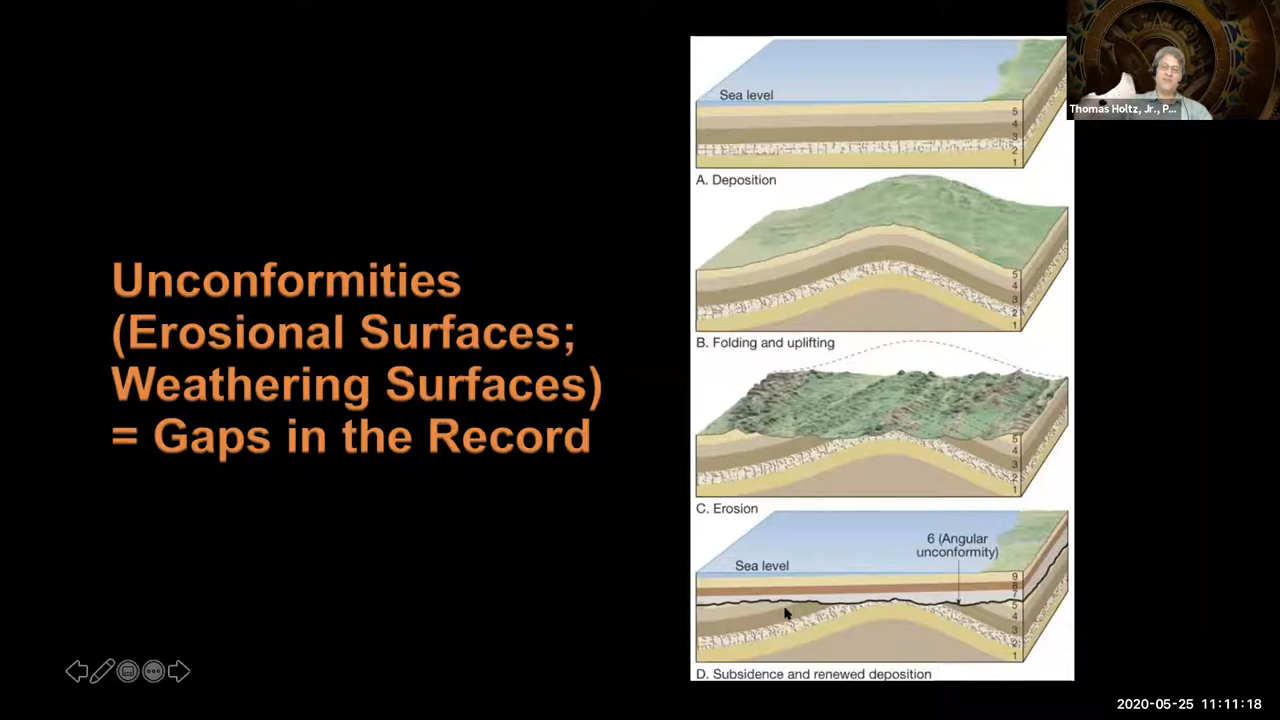 Unconformities
(Erosional Surfaces;
Weathering Surfaces)
= Gaps in the Record
Sea level
5
4
3
2
1
A. Deposition
5
4
3
2
1
B. Folding and uplifting
5
4
3
2
1
C. Erosion
6 (Angular
unconformity)
Sea level
9
8
7
5
4
3
2
1
D. Subsidence and renewed deposition
Thomas Holtz, Jr., P...
2020-05-25 11:11:18